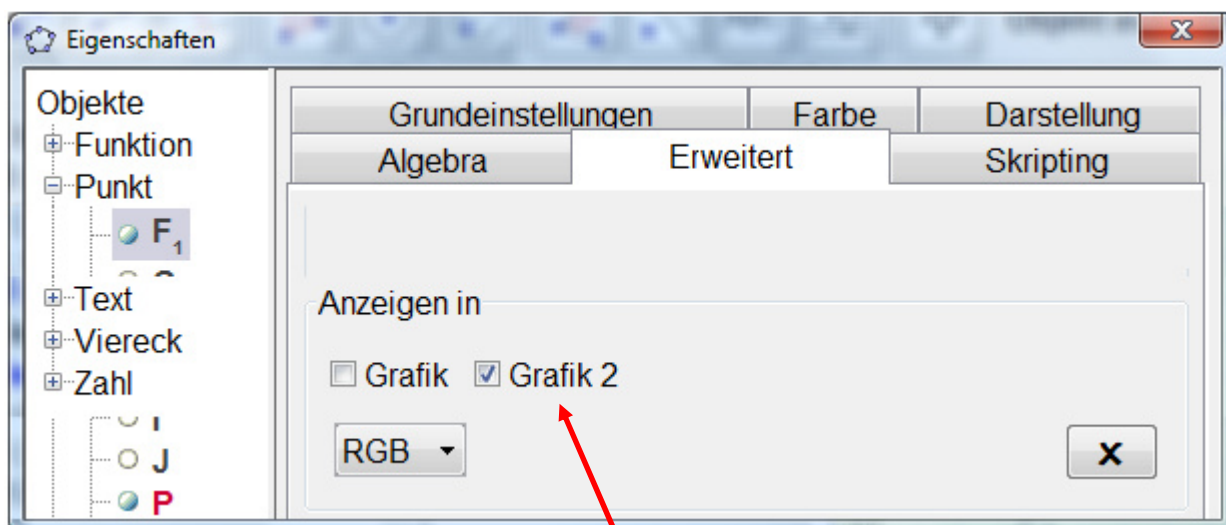 Eigenschaften
X
Objekte
Funktion
Punkt
F1
Text
Viereck
Zahl
J
P
Grundeinstellungen Farbe Darstellung
Algebra Erweitert Skripting
Anzeigen in
Grafik Grafik 2
RGB X